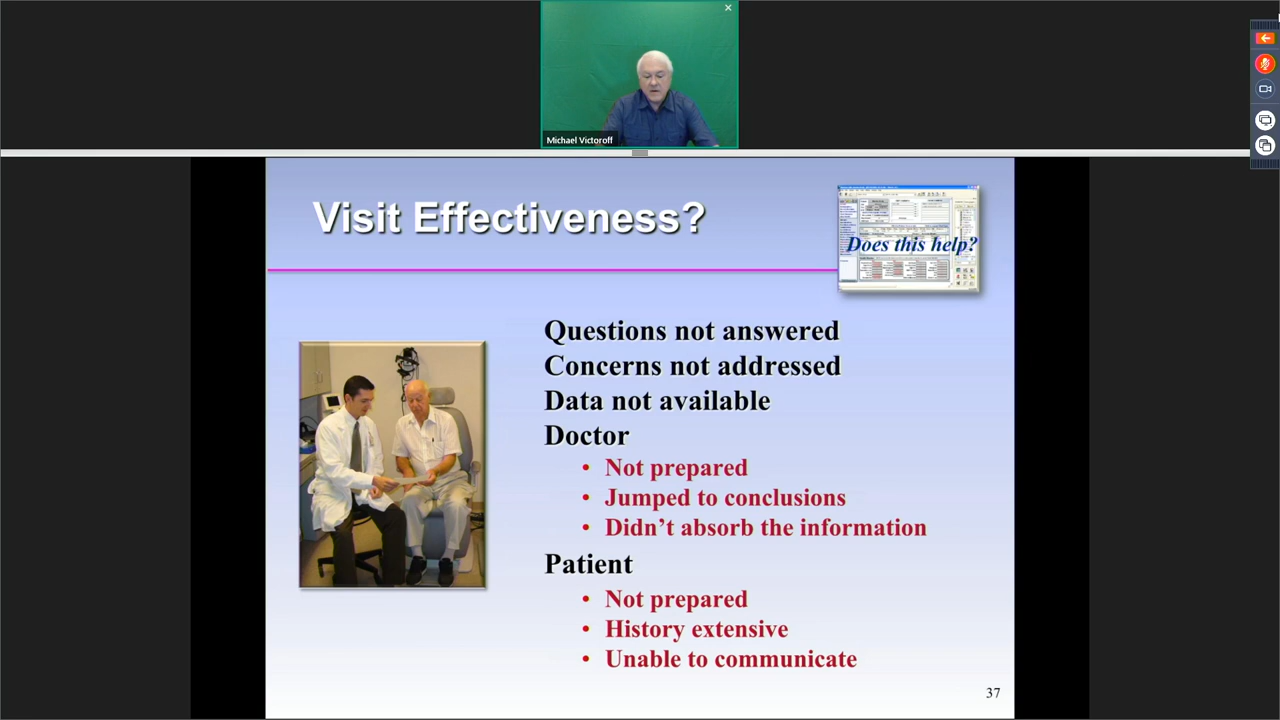 Michael Victoroff
Visit Effectiveness?
Does this help?
Questions not answered
Concerns not addressed
Data not available
Doctor
• Not prepared
• Jumped to conclusions
• Didn’t absorb the information
Patient
• Not prepared
• History extensive
• Unable to communicate
37